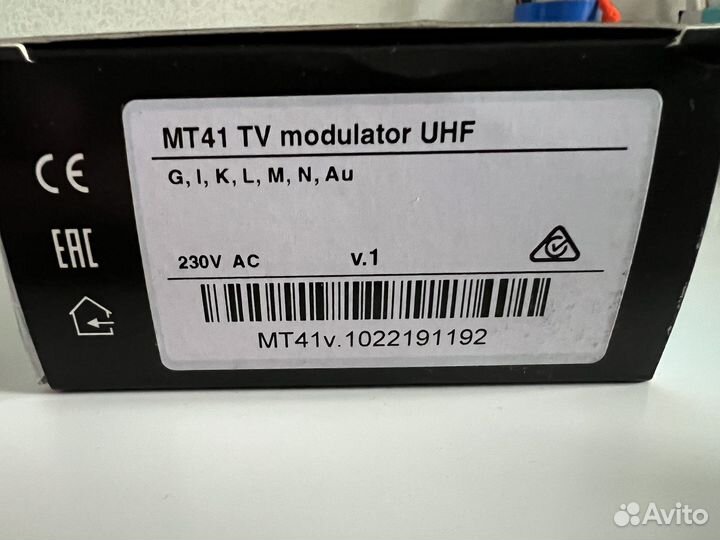 MT41 TV modulator UHF
G, I, K, L, M, N, Au
CE
EAC
230V AC v.1
MT41v.1022191192
Avito